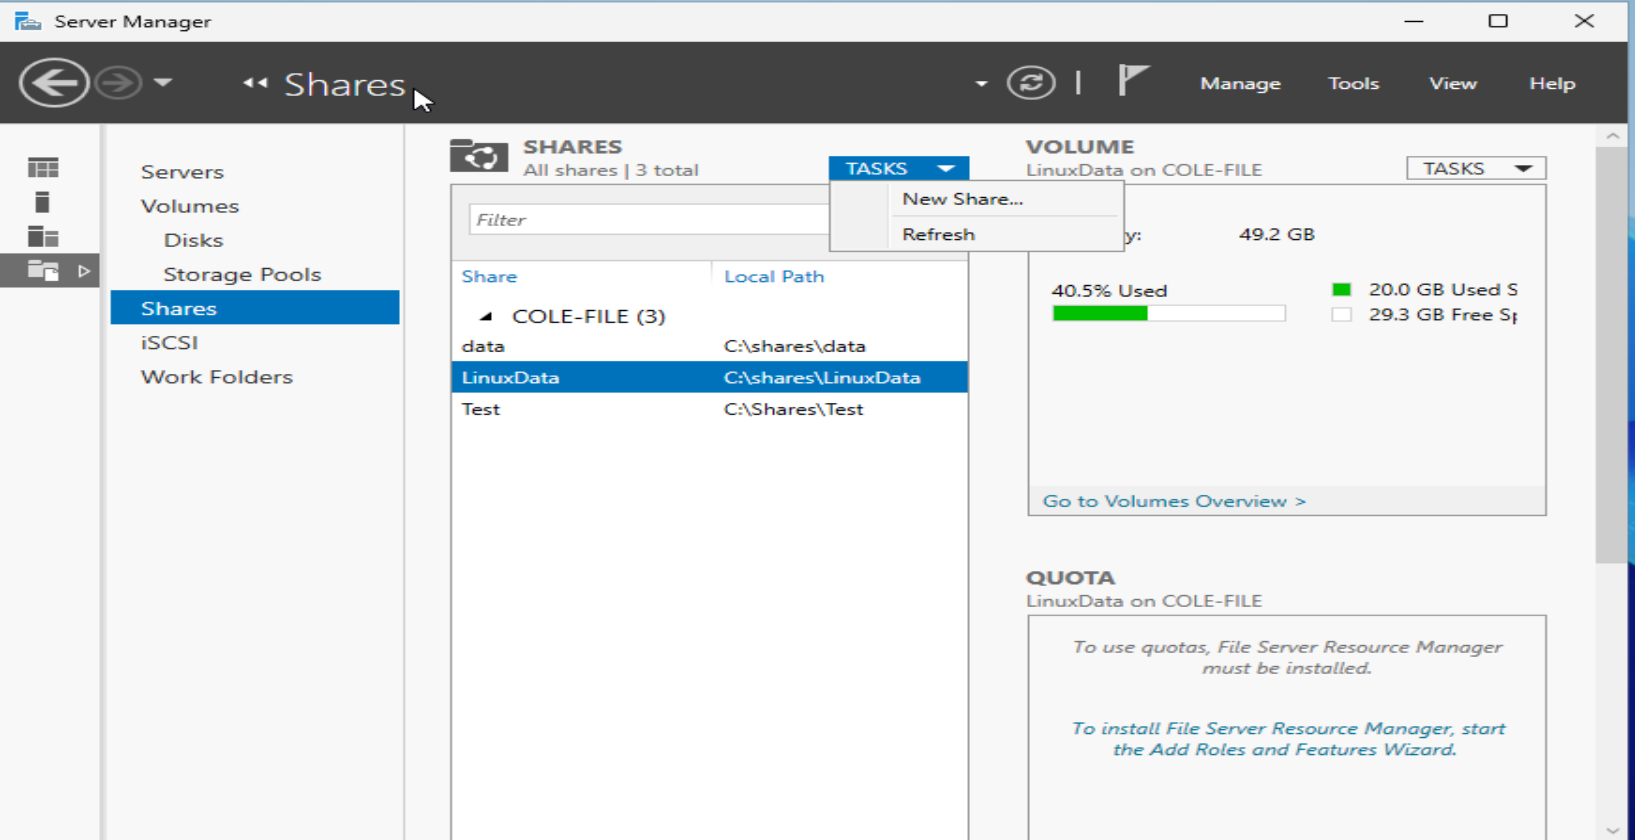 Server Manager
Shares
Manage Tools View Help
Servers
Volumes
Disks
Storage Pools
Shares
iSCSI
Work Folders
SHARES
All shares | 3 total
TASKS
New Share...
Refresh
Filter
Share Local Path
COLE-FILE (3)
data C:\shares\data
LinuxData C:\shares\LinuxData
Test C:\Shares\Test
VOLUME
LinuxData on COLE-FILE
TASKS
y: 49.2 GB
40.5% Used
20.0 GB Used S
29.3 GB Free Sp
Go to Volumes Overview >
QUOTA
LinuxData on COLE-FILE
To use quotas, File Server Resource Manager
must be installed.
To install File Server Resource Manager, start
the Add Roles and Features Wizard.